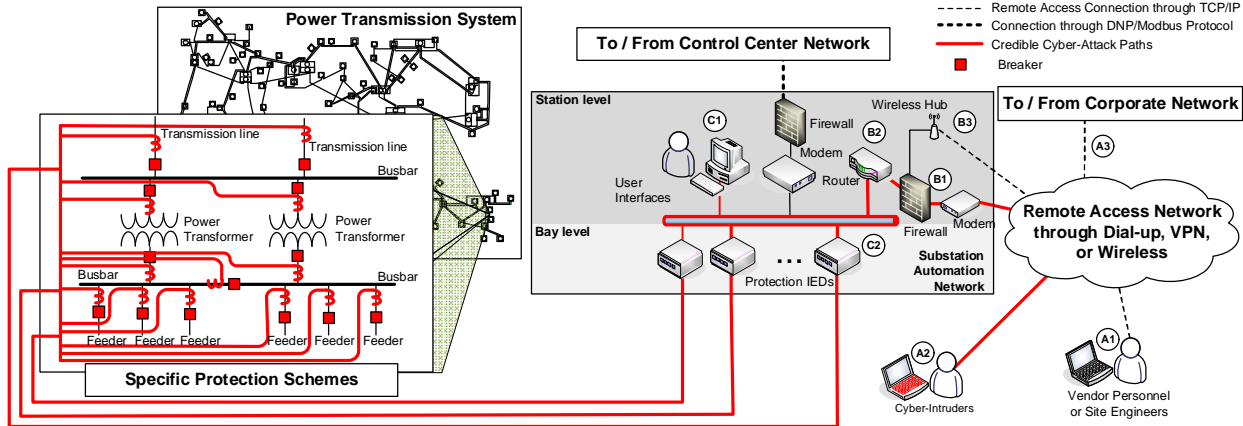 Power Transmission System
Transmission line
Transmission line
Busbar
Power
Transformer
Power
Transformer
Busbar
Busbar
Feeder
Feeder
Feeder
Feeder
Feeder
Feeder
Specific Protection Schemes
To / From Control Center Network
Station level
C1
User
Interfaces
Firewall
Modem
B2
Router
Wireless Hub
B3
B1
Firewall
Modem
Bay level
C2
Protection IEDs
Substation
Automation
Network
Remote Access Connection through TCP/IP
Connection through DNP/Modbus Protocol
Credible Cyber-Attack Paths
Breaker
To / From Corporate Network
A3
Remote Access Network
through Dial-up, VPN,
or Wireless
A2
Cyber-Intruders
A1
Vendor Personnel
or Site Engineers